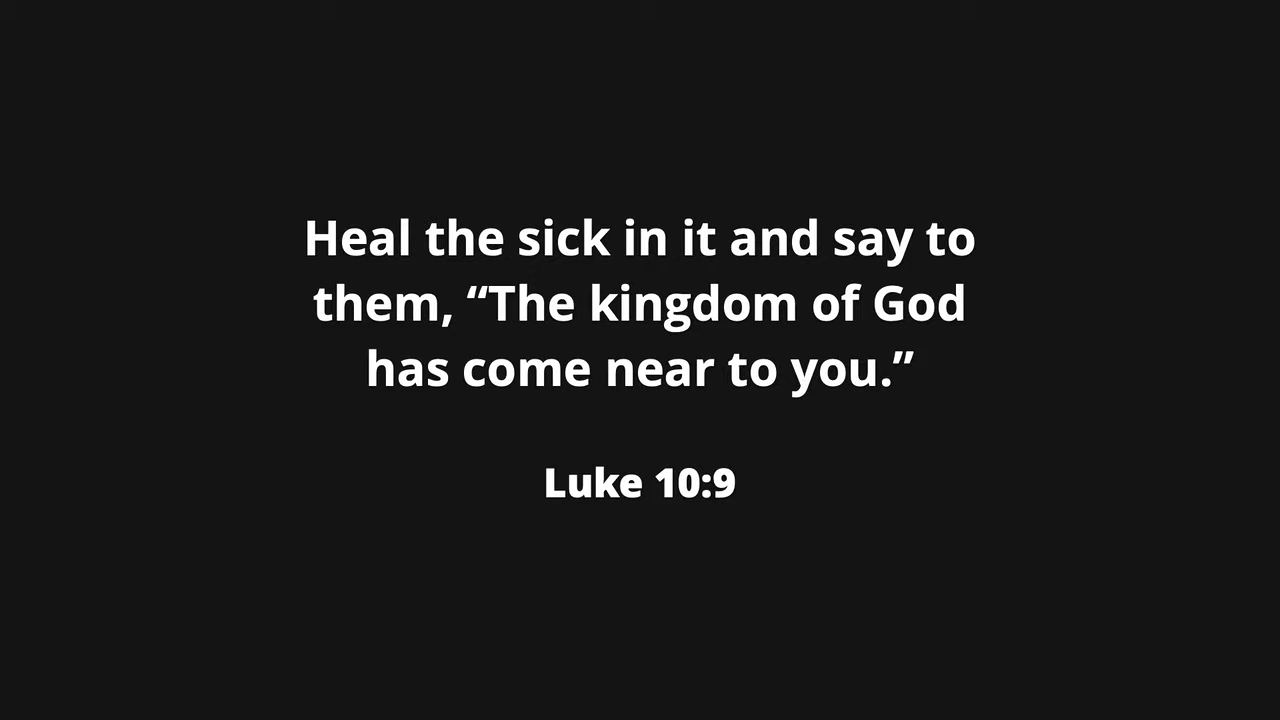 Heal the sick in it and say to
them, “The kingdom of God
has come near to you.”
Luke 10:9